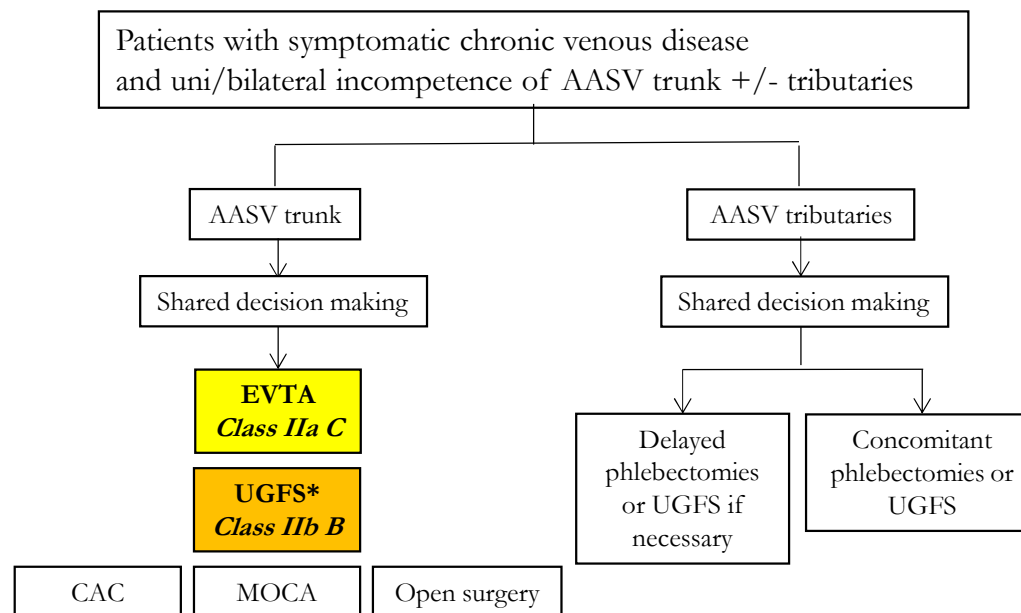 Patients with symptomatic chronic venous disease
and uni/bilateral incompetence of AASV trunk +/- tributaries
AASV trunk
AASV tributaries
Shared decision making
Shared decision making
EVTA
Class IIa C
UGFS*
Class IIb B
Delayed
phlebectomies
or UGFS if
necessary
Concomitant
phlebectomies or
UGFS
CAC
MOCA
Open surgery